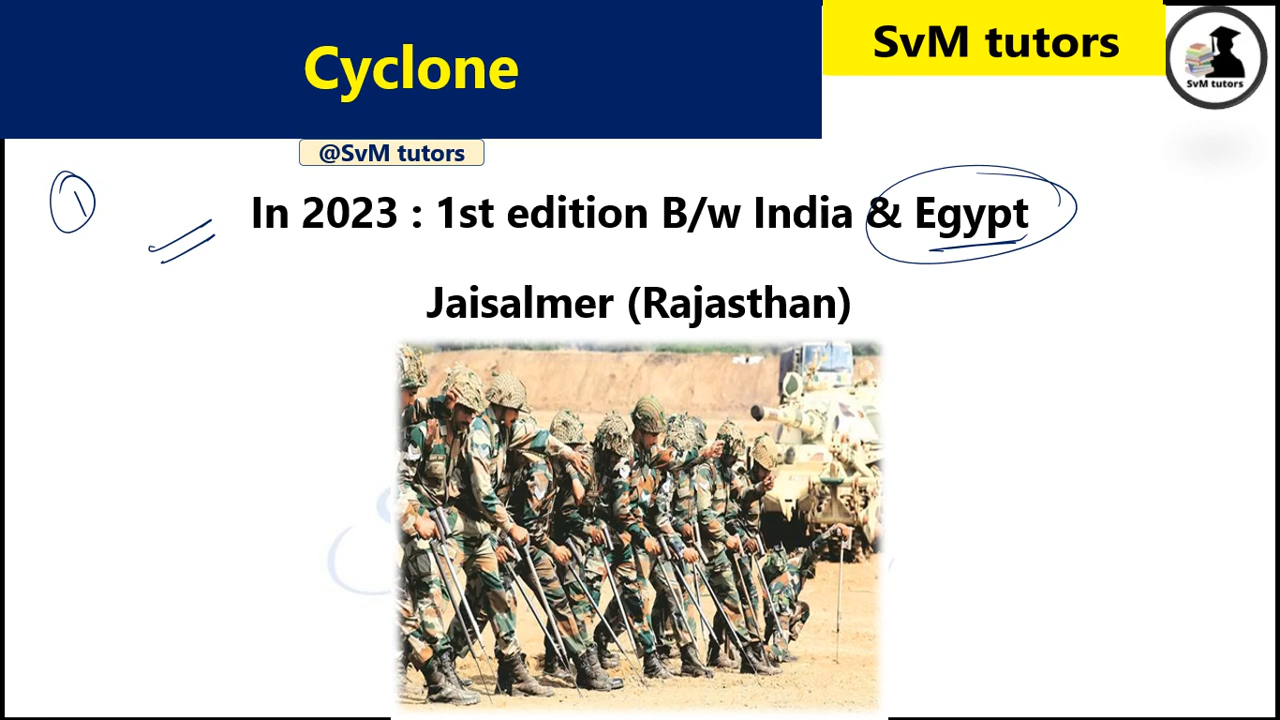 Cyclone
SvM tutors
SvM tutors
@SvM tutors
In 2023 : 1st edition B/w India & Egypt
Jaisalmer (Rajasthan)